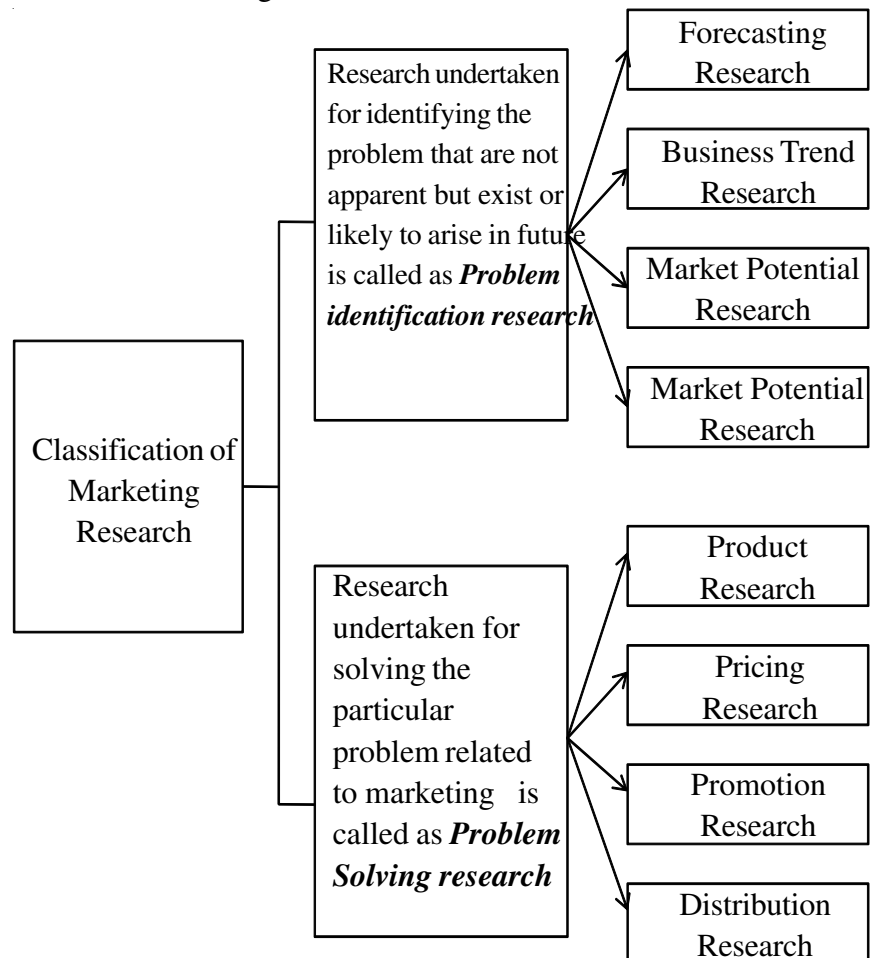 Classification of
Marketing
Research
Research undertaken
for identifying the
problem that are not
apparent but exist or
likely to arise in future
is called as Problem
identification research
Forecasting
Research
Business Trend
Research
Market Potential
Research
Market Potential
Research
Research
undertaken for
solving the
particular
problem related
to marketing is
called as Problem
Solving research
Product
Research
Pricing
Research
Promotion
Research
Distribution
Research